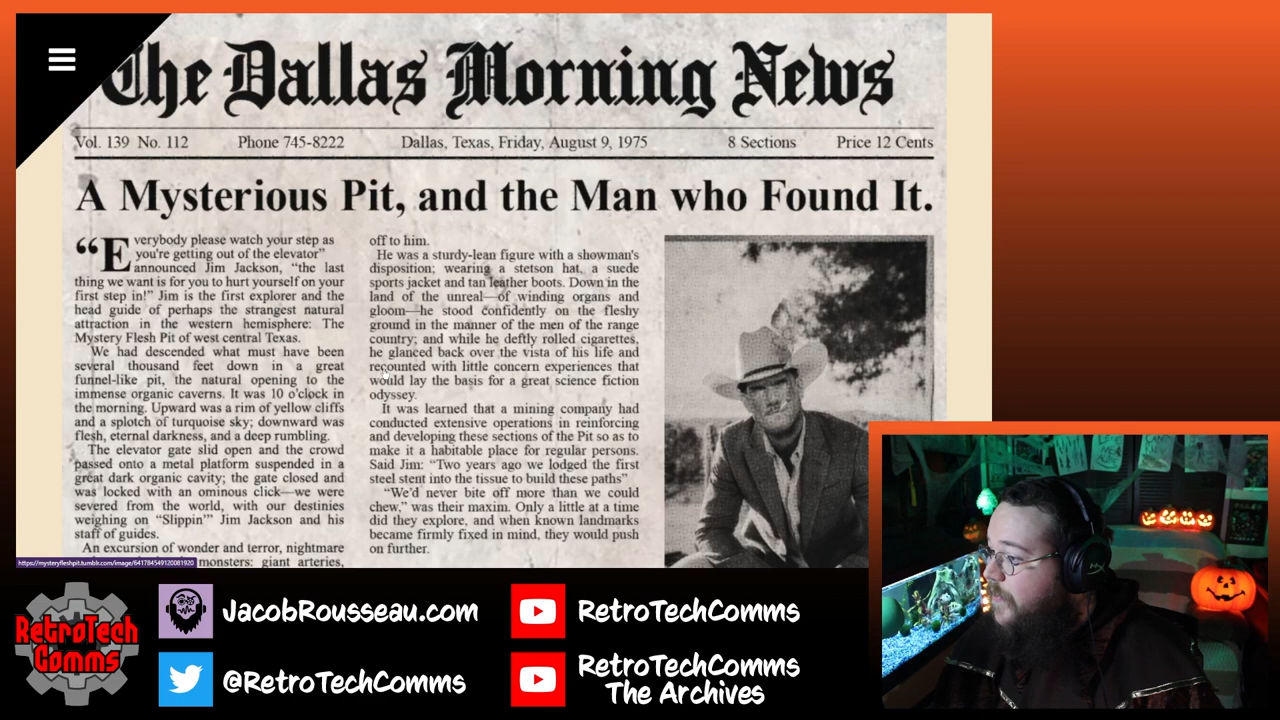 The Dallas Morning News
Vol. 139 No. 112 Phone 745-8222 Dallas, Texas, Friday, August 9, 1975 8 Sections Price 12 Cents
A Mysterious Pit, and the Man who Found It.
“Everybody please watch your step as
you're getting out of the elevator”
announced Jim Jackson, “the last
thing we want is for you to hurt yourself on your
first step in!” Jim is the first explorer and the
head guide of perhaps the strangest natural
attraction in the western hemisphere: The
Mystery Flesh Pit of west central Texas.
We had descended what must have been
several thousand feet down in a great
funnel-like pit, the natural opening to the
immense organic caverns. It was 10 o'clock in
the morning. Upward was a rim of yellow cliffs
and a splotch of turquoise sky; downward was
flesh, eternal darkness, and a deep rumbling.
The elevator gate slid open and the crowd
passed onto a metal platform suspended in a
great dark organic cavity; the gate closed and
was locked with an ominous click—we were
severed from the world, with our destinies
weighing on “Slippin’” Jim Jackson and his
staff of guides.
An excursion of wonder and terror, nightmare
monsters: giant arteries,
off to him.
He was a sturdy-lean figure with a showman's
disposition; wearing a stetson hat, a suede
sports jacket and tan leather boots. Down in the
land of the unreal—of winding organs and
gloom—he stood confidently on the fleshy
ground in the manner of the men of the range
country; and while he deftly rolled cigarettes,
he glanced back over the vista of his life and
recounted with little concern experiences that
would lay the basis for a great science fiction
odyssey.
It was learned that a mining company had
conducted extensive operations in reinforcing
and developing these sections of the Pit so as to
make it a habitable place for regular persons.
Said Jim: “Two years ago we lodged the first
steel stent into the tissue to build these paths”
“We'd never bite off more than we could
chew,” was their maxim. Only a little at a time
did they explore, and when known landmarks
became firmly fixed in mind, they would push
on further.
https://mysteryfleshpit.tumblr.com/image/641784549120081920
RetroTech
Comms
JacobRousseau.com
@RetroTechComms
RetroTechComms
RetroTechComms
The Archives